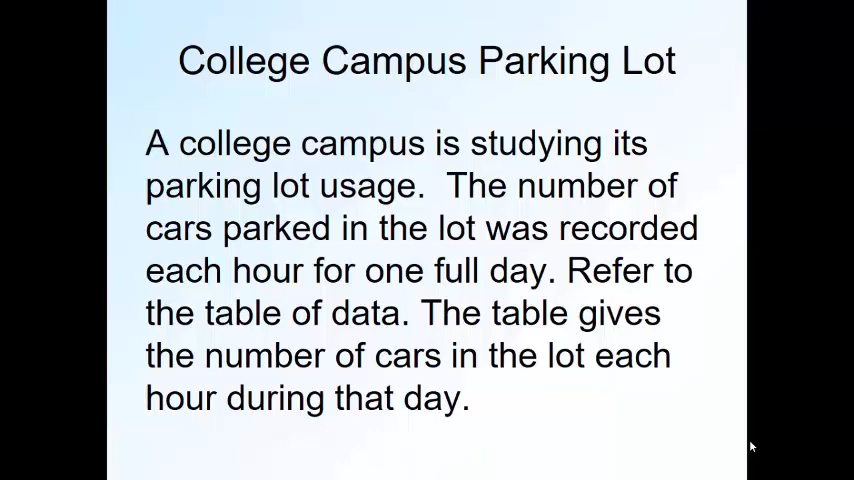 College Campus Parking Lot
A college campus is studying its
parking lot usage.  The number of
cars parked in the lot was recorded
each hour for one full day. Refer to
the table of data. The table gives
the number of cars in the lot each
hour during that day.